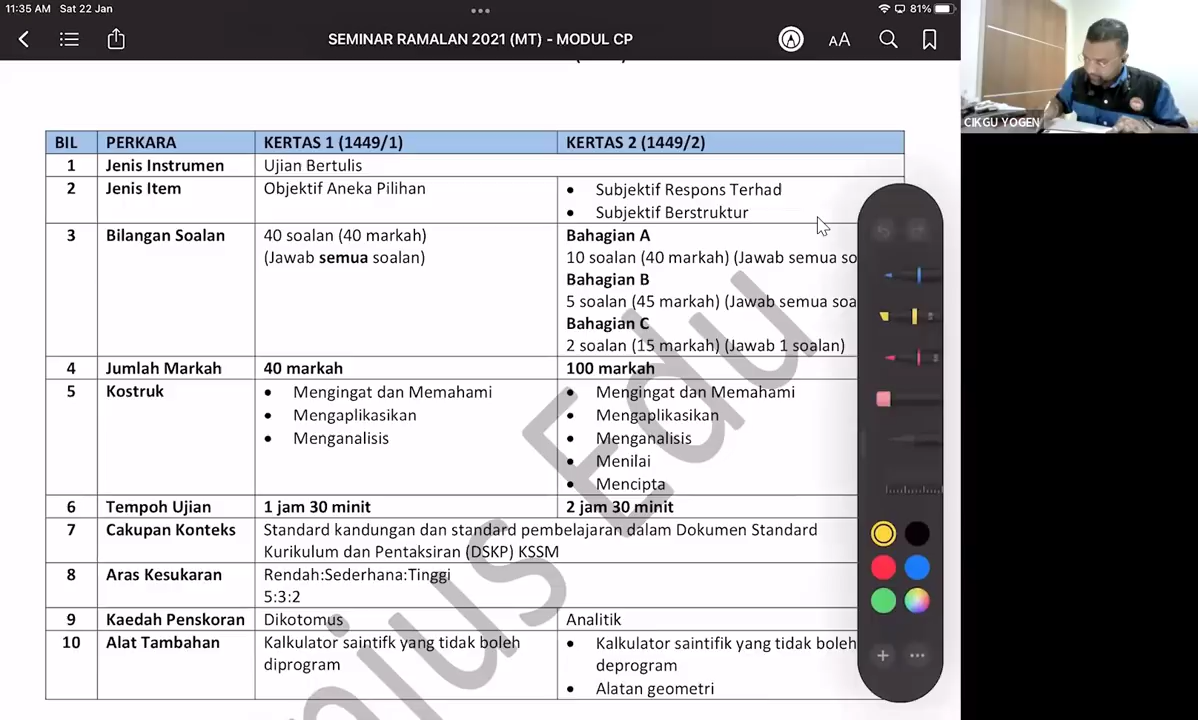 11:35 AM Sat 22 Jan
81%
SEMINAR RAMALAN 2021 (MT) - MODUL CP
AA
CIKGU YOGEN
BIL PERKARA KERTAS 1 (1449/1) KERTAS 2 (1449/2)
1 Jenis Instrumen Ujian Bertulis
2 Jenis Item Objektif Aneka Pilihan • Subjektif Respons Terhad
• Subjektif Berstruktur
3 Bilangan Soalan 40 soalan (40 markah) Bahagian A
(Jawab semua soalan) 10 soalan (40 markah) (Jawab semua so
Bahagian B
5 soalan (45 markah) (Jawab semua soa
Bahagian C
2 soalan (15 markah) (Jawab 1 soalan)
4 Jumlah Markah 40 markah 100 markah
5 Kostruk • Mengingat dan Memahami • Mengingat dan Memahami
• Mengaplikasikan • Mengaplikasikan
• Menganalisis • Menganalisis
• Menilai
• Mencipta
6 Tempoh Ujian 1 jam 30 minit 2 jam 30 minit
7 Cakupan Konteks Standard kandungan dan standard pembelajaran dalam Dokumen Standard
Kurikulum dan Pentaksiran (DSKP) KSSM
8 Aras Kesukaran Rendah:Sederhana:Tinggi
5:3:2
9 Kaedah Penskoran Dikotomus Analitik
10 Alat Tambahan Kalkulator saintifk yang tidak boleh • Kalkulator saintifik yang tidak boleh
diprogram deprogram
• Alatan geometri
nius Edu